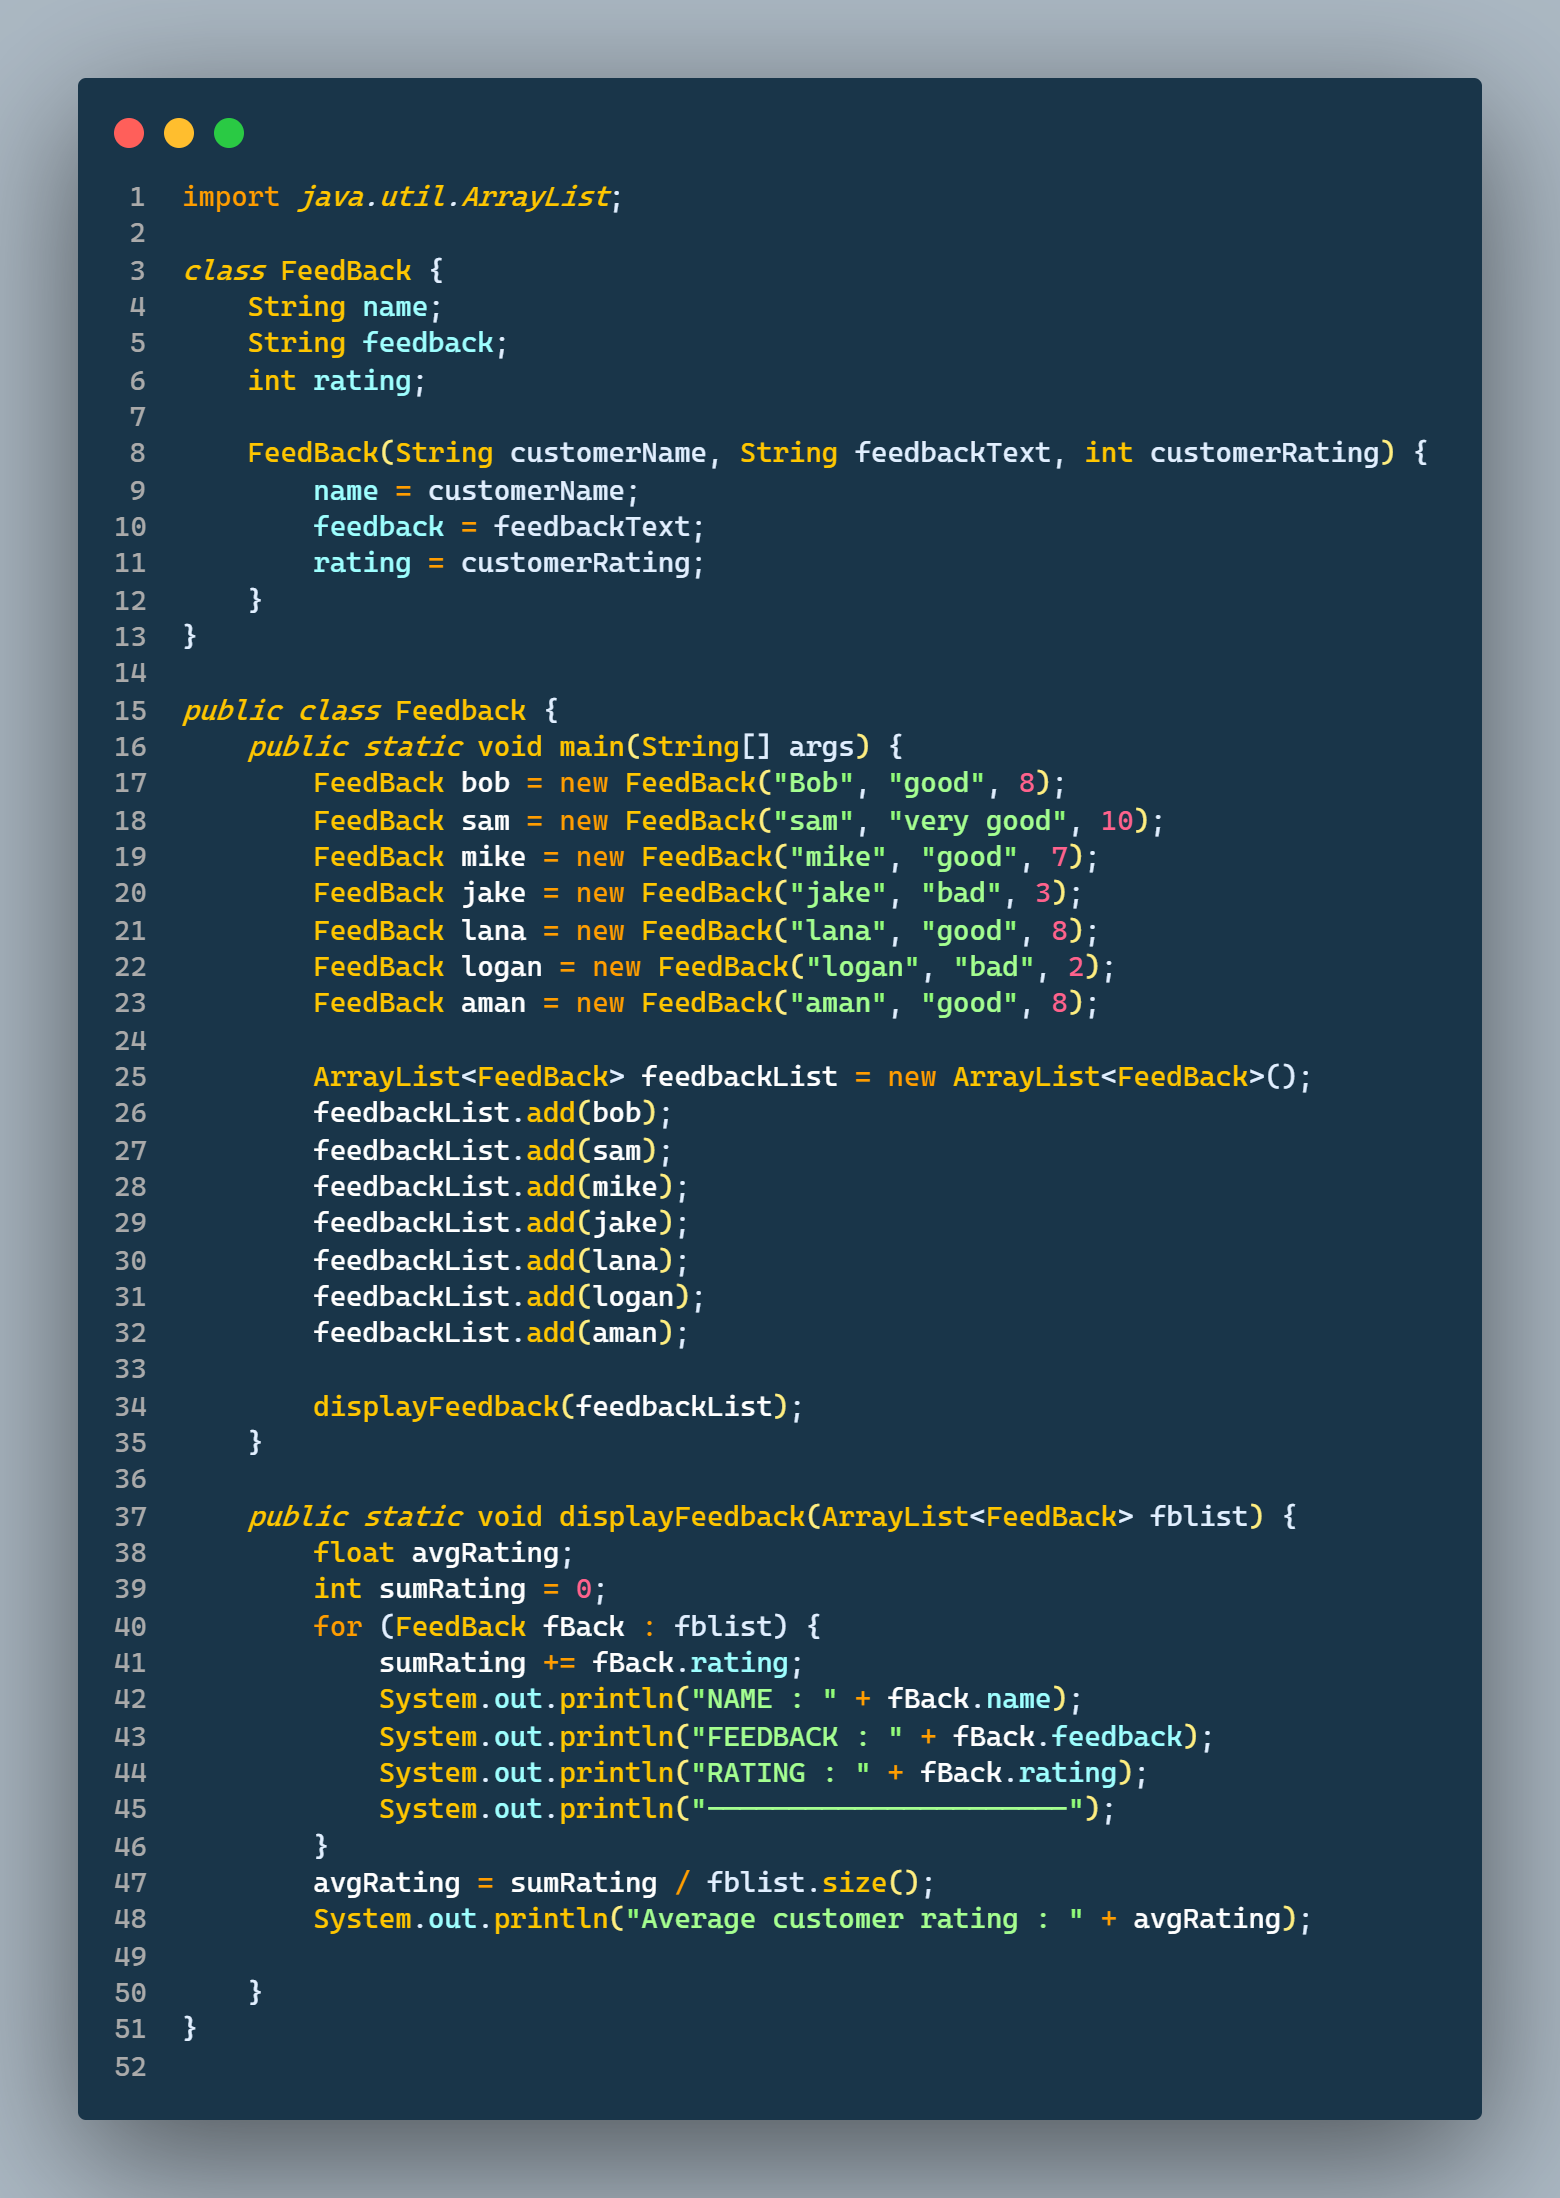 1 import java.util.ArrayList;
2
3 class FeedBack {
4     String name;
5     String feedback;
6     int rating;
7
8     FeedBack(String customerName, String feedbackText, int customerRating) {
9         name = customerName;
10         feedback = feedbackText;
11         rating = customerRating;
12     }
13 }
14
15 public class Feedback {
16     public static void main(String[] args) {
17         FeedBack bob = new FeedBack("Bob", "good", 8);
18         FeedBack sam = new FeedBack("sam", "very good", 10);
19         FeedBack mike = new FeedBack("mike", "good", 7);
20         FeedBack jake = new FeedBack("jake", "bad", 3);
21         FeedBack lana = new FeedBack("lana", "good", 8);
22         FeedBack logan = new FeedBack("logan", "bad", 2);
23         FeedBack aman = new FeedBack("aman", "good", 8);
24
25         ArrayList<FeedBack> feedbackList = new ArrayList<FeedBack>();
26         feedbackList.add(bob);
27         feedbackList.add(sam);
28         feedbackList.add(mike);
29         feedbackList.add(jake);
30         feedbackList.add(lana);
31         feedbackList.add(logan);
32         feedbackList.add(aman);
33
34         displayFeedback(feedbackList);
35     }
36
37     public static void displayFeedback(ArrayList<FeedBack> fblist) {
38         float avgRating;
39         int sumRating = 0;
40         for (FeedBack fBack : fblist) {
41             sumRating += fBack.rating;
42             System.out.println("NAME : " + fBack.name);
43             System.out.println("FEEDBACK : " + fBack.feedback);
44             System.out.println("RATING : " + fBack.rating);
45             System.out.println("----------------------");
46         }
47         avgRating = sumRating / fblist.size();
48         System.out.println("Average customer rating : " + avgRating);
49
50     }
51 }
52